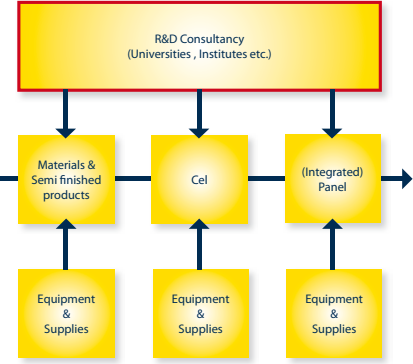 R&D Consultancy
(Universities , Institutes etc.)
Materials &
Semi finished
products
Cel
(Integrated)
Panel
Equipment
&
Supplies
Equipment
&
Supplies
Equipment
&
Supplies